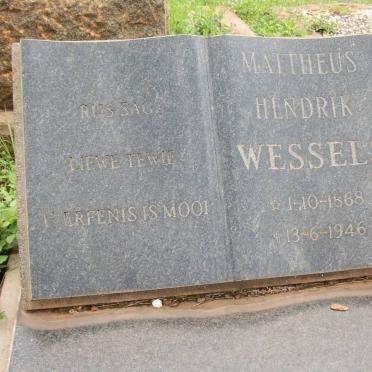 RUS SAG
LIEWE TEWIE
U ERFENIS IS MOOI
MATTHEUS
HENDRIK
WESSEL
☆ 1-10-1868
13-6-1946